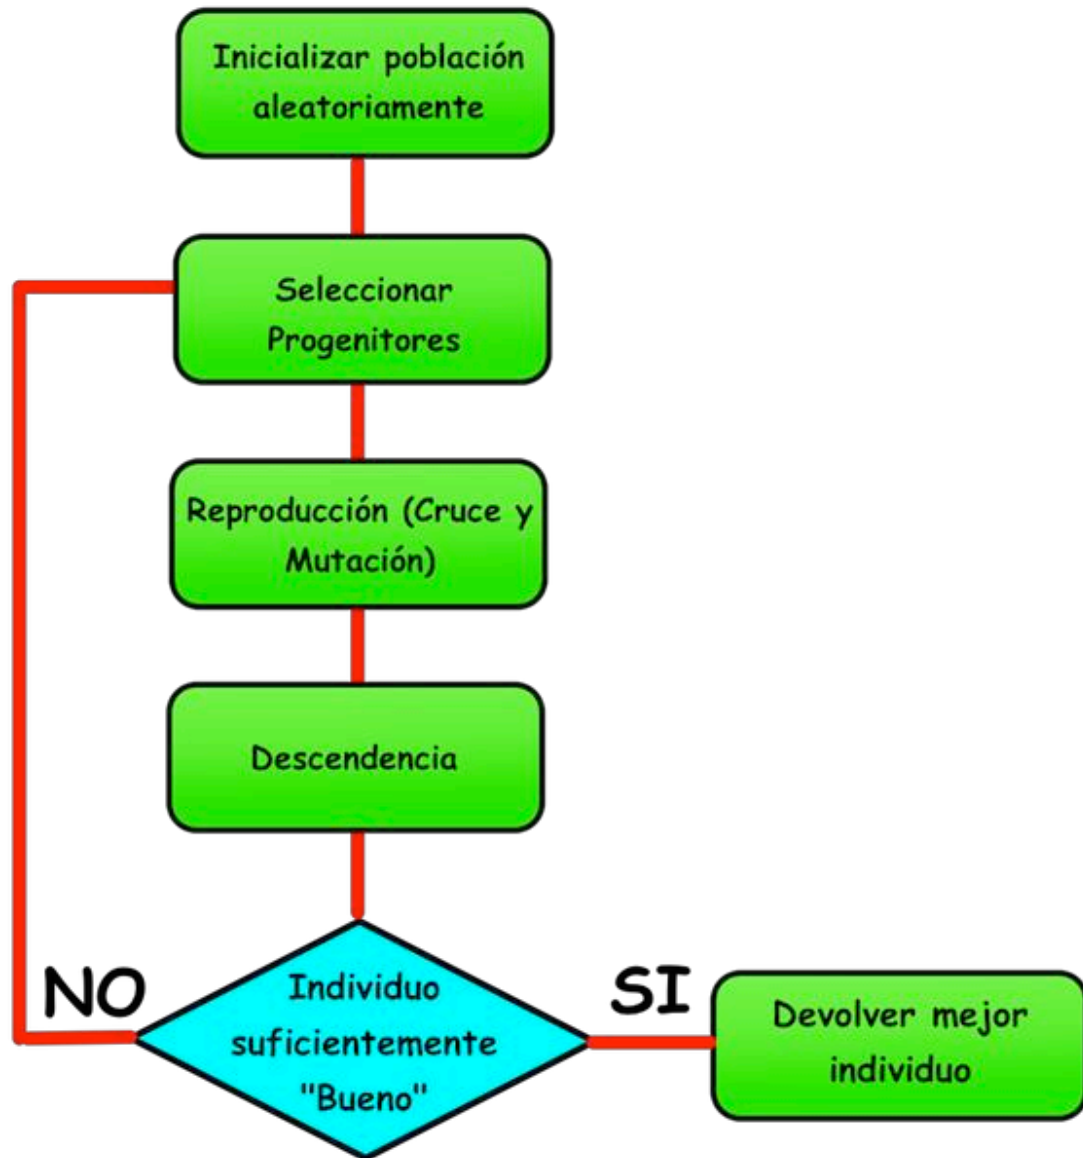 Inicializar población
aleatoriamente
Seleccionar
Progenitores
Reproducción (Cruce y
Mutación)
Descendencia
NO
Individuo
suficientemente
"Bueno"
SI
Devolver mejor
individuo